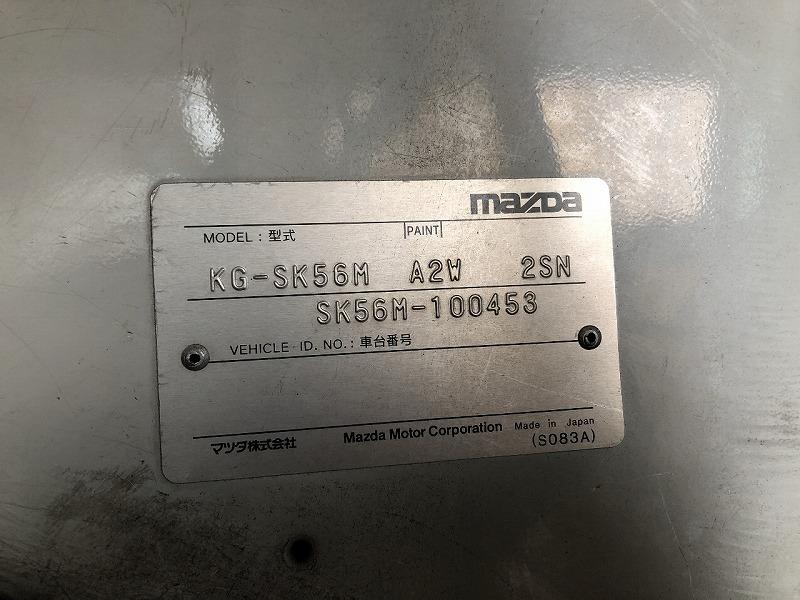 mazda
MODEL : 型式 PAINT
KG-SK56M A2W 2SN
SK56M-100453
VEHICLE ID. NO. : 車台番号
マツダ株式会社 Mazda Motor Corporation Made in Japan
(S083A)